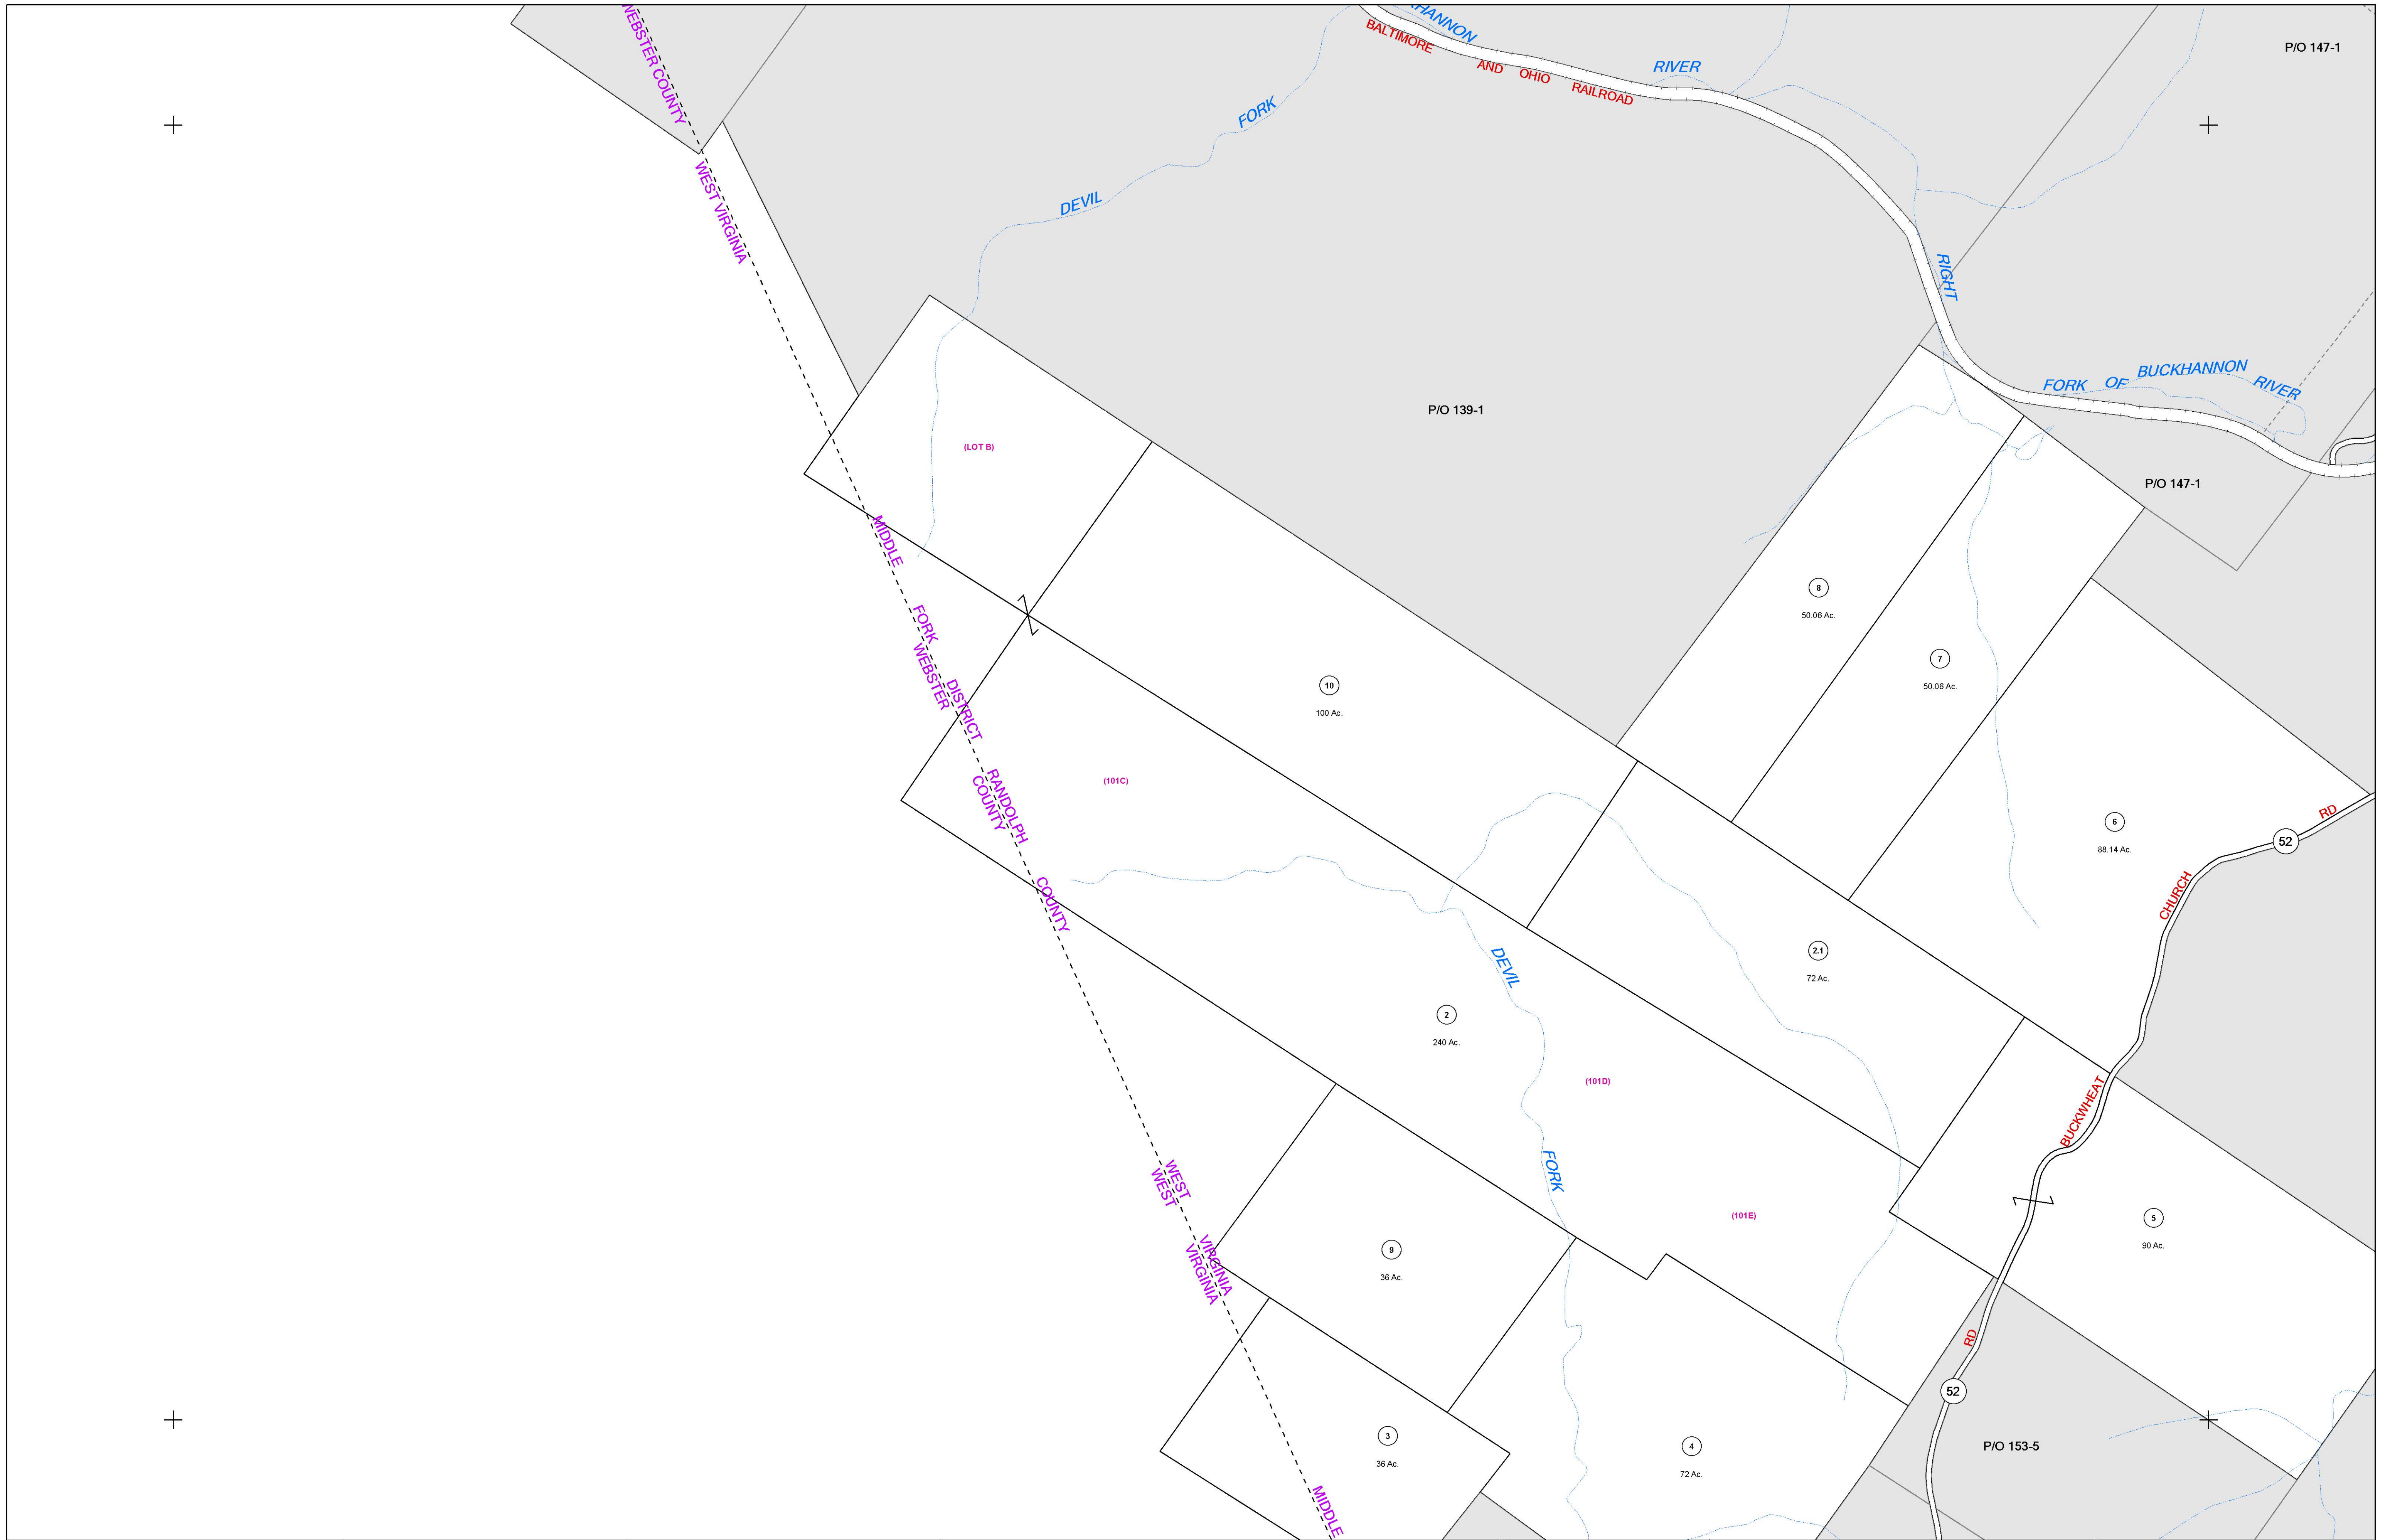 WEBSTER COUNTY
HANNON
BALTIMORE AND OHIO RAILROAD
RIVER
P/O 147-1
WEST VIRGINIA
DEVIL FORK
RIGHT
FORK OF BUCKHANNON RIVER
P/O 139-1
(LOT B)
P/O 147-1
MIDDLE FORK DISTRICT
WEBSTER COUNTY
RANDOLPH COUNTY
8
50.06 Ac.
7
50.06 Ac.
10
100 Ac.
(101C)
6
88.14 Ac.
RD
52
CHURCH
BUCKWHEAT
2.1
72 Ac.
DEVIL FORK
2
240 Ac.
(101D)
(101E)
5
90 Ac.
WEST VIRGINIA
WEST VIRGINIA
9
36 Ac.
RD
52
3
36 Ac.
4
72 Ac.
P/O 153-5
MIDDLE